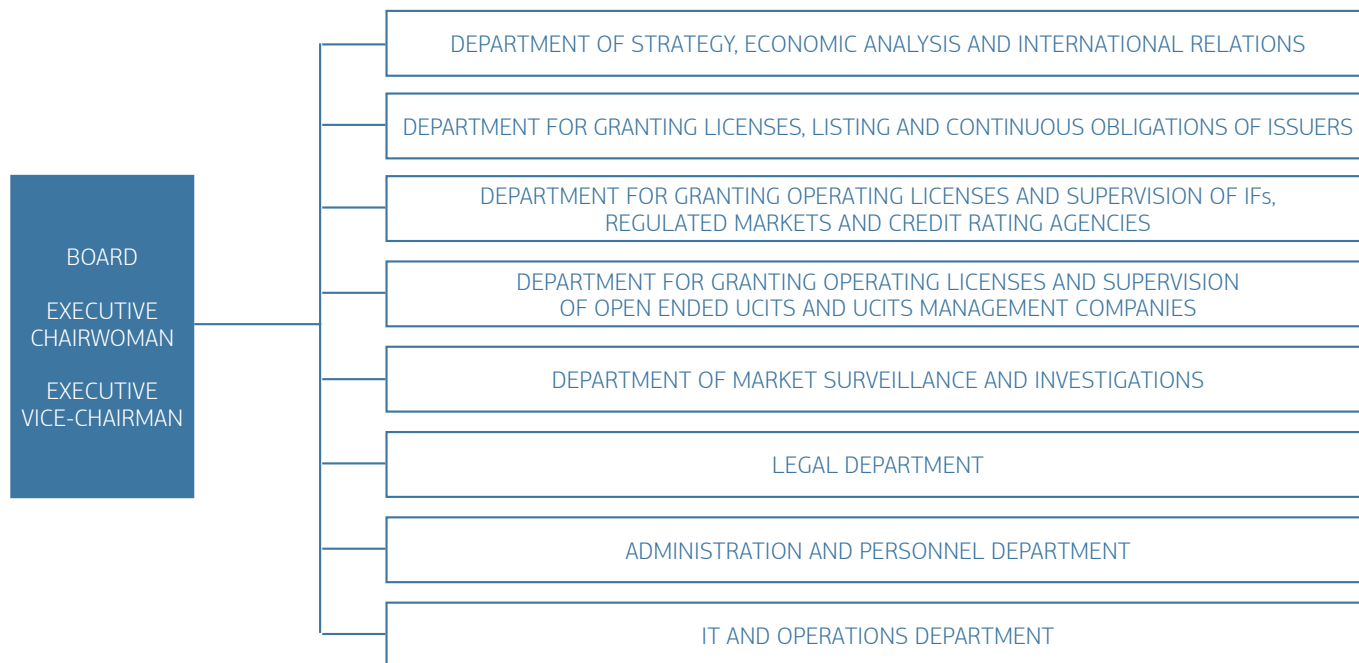 DEPARTMENT OF STRATEGY, ECONOMIC ANALYSIS AND INTERNATIONAL RELATIONS
DEPARTMENT FOR GRANTING LICENSES, LISTING AND CONTINUOUS OBLIGATIONS OF ISSUERS
DEPARTMENT FOR GRANTING OPERATING LICENSES AND SUPERVISION OF IFs,
REGULATED MARKETS AND CREDIT RATING AGENCIES
BOARD
EXECUTIVE
CHAIRWOMAN
EXECUTIVE
VICE-CHAIRMAN
DEPARTMENT FOR GRANTING OPERATING LICENSES AND SUPERVISION
OF OPEN ENDED UCITS AND UCITS MANAGEMENT COMPANIES
DEPARTMENT OF MARKET SURVEILLANCE AND INVESTIGATIONS
LEGAL DEPARTMENT
ADMINISTRATION AND PERSONNEL DEPARTMENT
IT AND OPERATIONS DEPARTMENT